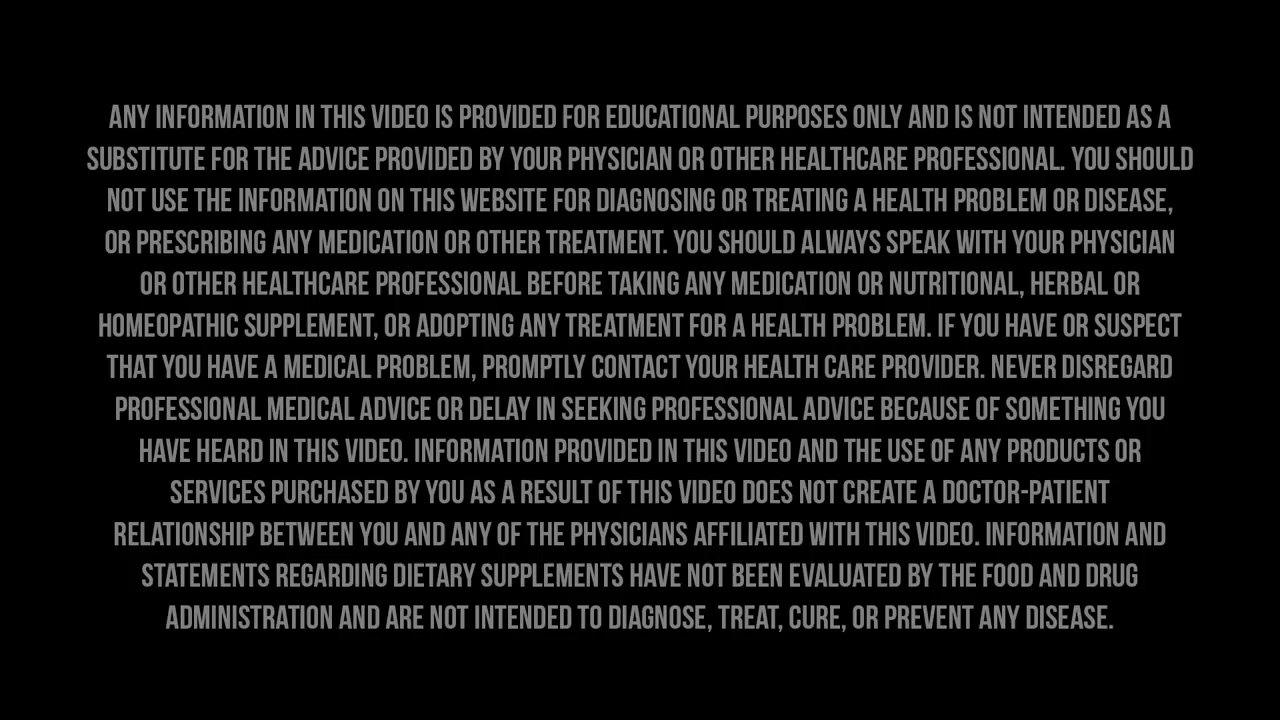 ANY INFORMATION IN THIS VIDEO IS PROVIDED FOR EDUCATIONAL PURPOSES ONLY AND IS NOT INTENDED AS A
SUBSTITUTE FOR THE ADVICE PROVIDED BY YOUR PHYSICIAN OR OTHER HEALTHCARE PROFESSIONAL. YOU SHOULD
NOT USE THE INFORMATION ON THIS WEBSITE FOR DIAGNOSING OR TREATING A HEALTH PROBLEM OR DISEASE,
OR PRESCRIBING ANY MEDICATION OR OTHER TREATMENT. YOU SHOULD ALWAYS SPEAK WITH YOUR PHYSICIAN
OR OTHER HEALTHCARE PROFESSIONAL BEFORE TAKING ANY MEDICATION OR NUTRITIONAL, HERBAL OR
HOMEOPATHIC SUPPLEMENT, OR ADOPTING ANY TREATMENT FOR A HEALTH PROBLEM. IF YOU HAVE OR SUSPECT
THAT YOU HAVE A MEDICAL PROBLEM, PROMPTLY CONTACT YOUR HEALTH CARE PROVIDER. NEVER DISREGARD
PROFESSIONAL MEDICAL ADVICE OR DELAY IN SEEKING PROFESSIONAL ADVICE BECAUSE OF SOMETHING YOU
HAVE HEARD IN THIS VIDEO. INFORMATION PROVIDED IN THIS VIDEO AND THE USE OF ANY PRODUCTS OR
SERVICES PURCHASED BY YOU AS A RESULT OF THIS VIDEO DOES NOT CREATE A DOCTOR-PATIENT
RELATIONSHIP BETWEEN YOU AND ANY OF THE PHYSICIANS AFFILIATED WITH THIS VIDEO. INFORMATION AND
STATEMENTS REGARDING DIETARY SUPPLEMENTS HAVE NOT BEEN EVALUATED BY THE FOOD AND DRUG
ADMINISTRATION AND ARE NOT INTENDED TO DIAGNOSE, TREAT, CURE, OR PREVENT ANY DISEASE.